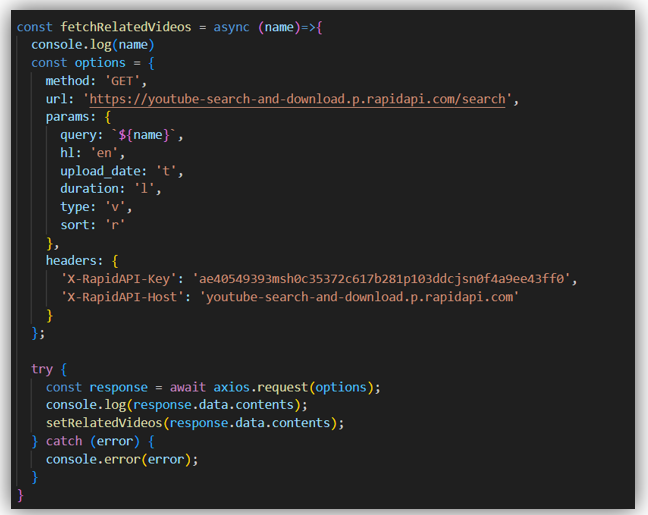 const fetchRelatedVideos = async (name)=>{
console.log(name)
const options = {
method: 'GET',
url: 'https://youtube-search-and-download.p.rapidapi.com/search',
params: {
query: `${name}`,
hl: 'en',
upload_date: 't',
duration: 'l',
type: 'v',
sort: 'r'
},
headers: {
'X-RapidAPI-Key': 'ae40549393msh0c35372c617b281p103ddcjsn0f4a9ee43ff0',
'X-RapidAPI-Host': 'youtube-search-and-download.p.rapidapi.com'
}
};
try {
const response = await axios.request(options);
console.log(response.data.contents);
setRelatedVideos(response.data.contents);
} catch (error) {
console.error(error);
}
}